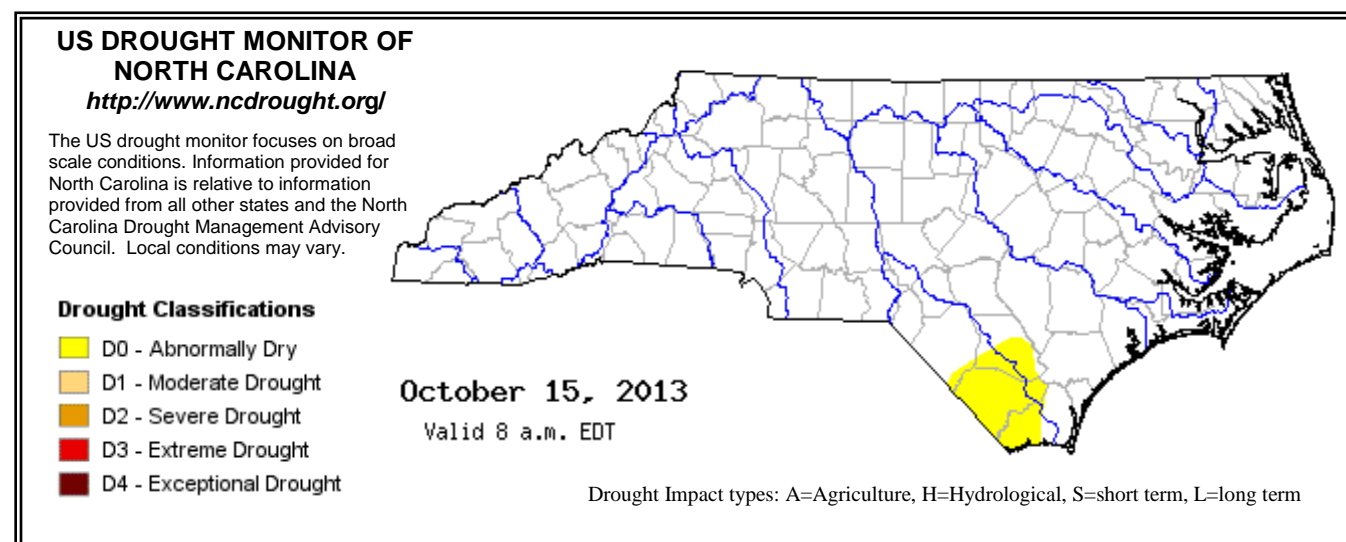 US DROUGHT MONITOR OF
NORTH CAROLINA
http://www.ncdrought.org/
The US drought monitor focuses on broad
scale conditions. Information provided for
North Carolina is relative to information
provided from all other states and the North
Carolina Drought Management Advisory
Council.  Local conditions may vary.
Drought Classifications
D0 - Abnormally Dry
D1 - Moderate Drought
D2 - Severe Drought
D3 - Extreme Drought
D4 - Exceptional Drought
October 15, 2013
Valid 8 a.m. EDT
Drought Impact types: A=Agriculture, H=Hydrological, S=short term, L=long term